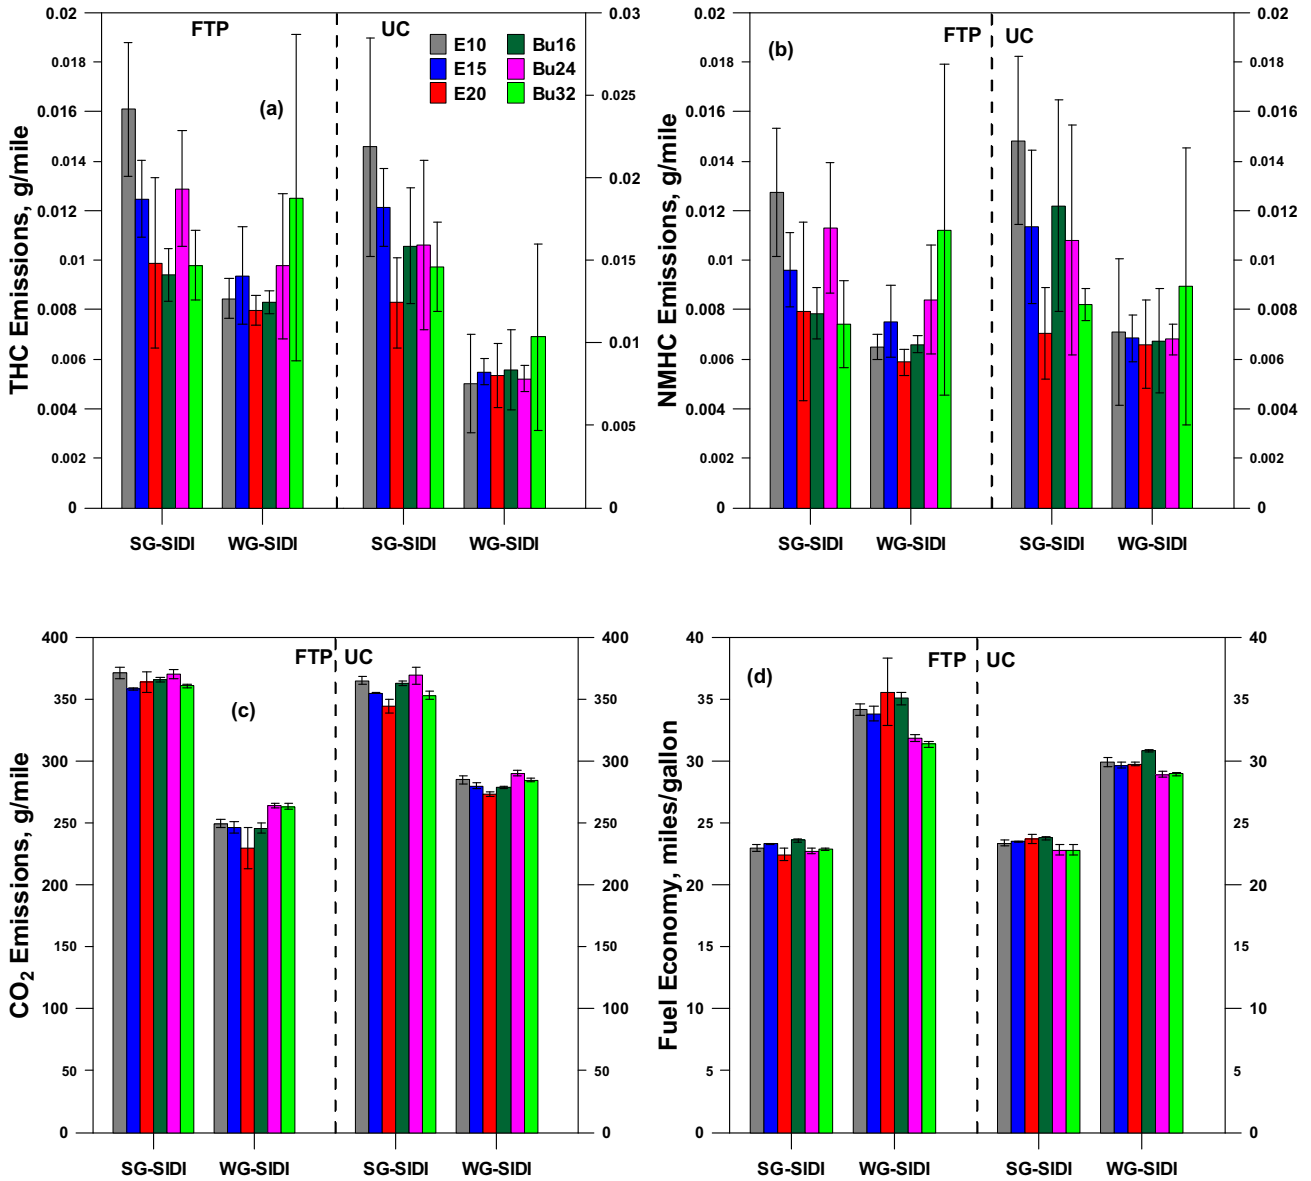 0.02
0.018
0.016
0.014
0.012
0.01
0.008
0.006
0.004
0.002
0
THC Emissions, g/mile
FTP
UC
(a)
E10
E15
E20
Bu16
Bu24
Bu32
0.03
0.025
0.02
0.015
0.01
0.005
0
SG-SIDI
WG-SIDI
SG-SIDI
WG-SIDI
0.02
0.018
0.016
0.014
0.012
0.01
0.008
0.006
0.004
0.002
0
NMHC Emissions, g/mile
(b)
FTP
UC
0.02
0.018
0.016
0.014
0.012
0.01
0.008
0.006
0.004
0.002
0
SG-SIDI
WG-SIDI
SG-SIDI
WG-SIDI
400
350
300
250
200
150
100
50
0
CO2 Emissions, g/mile
FTP
UC
(c)
400
350
300
250
200
150
100
50
0
SG-SIDI
WG-SIDI
SG-SIDI
WG-SIDI
40
35
30
25
20
15
10
5
0
Fuel Economy, miles/gallon
(d)
FTP
UC
40
35
30
25
20
15
10
5
0
SG-SIDI
WG-SIDI
SG-SIDI
WG-SIDI